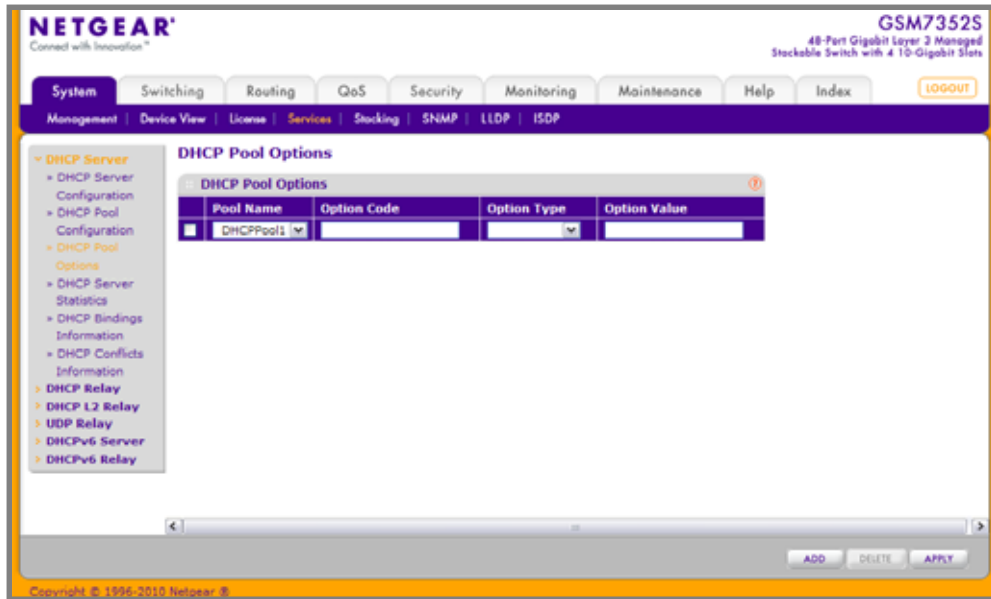 NETGEAR®
Connect with Innovation™
GSM7352S
48-Port Gigabit Layer 3 Managed
Stackable Switch with 4 10-Gigabit Slots
System Switching Routing QoS Security Monitoring Maintenance Help Index LOGOUT
Management | Device View | License | Services | Stocking | SNMP | LLDP | ISDP
DHCP Server
» DHCP Server
Configuration
» DHCP Pool
Configuration
» DHCP Pool
Options
» DHCP Server
Statistics
» DHCP Bindings
Information
» DHCP Conflicts
Information
DHCP Relay
DHCP L2 Relay
UDP Relay
DHCPv6 Server
DHCPv6 Relay
DHCP Pool Options
DHCP Pool Options
Pool Name Option Code Option Type Option Value
DHCPPool1
ADD DELETE APPLY
Copyright © 1996-2010 Netgear ®